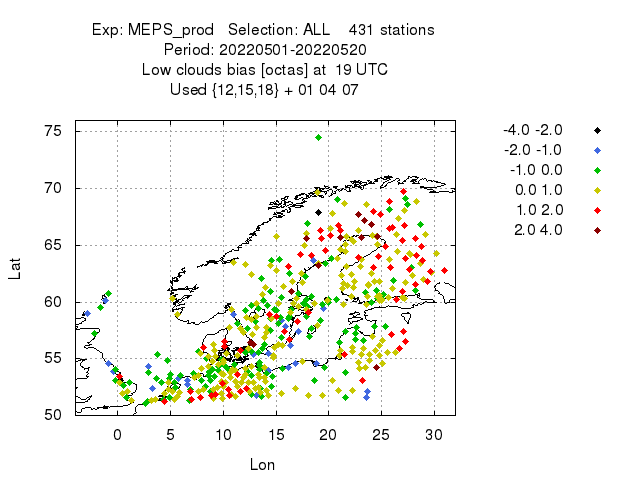 Exp: MEPS_prod   Selection: ALL    431 stations
Period: 20220501-20220520
Low clouds bias [octas] at  19 UTC
Used {12,15,18} + 01 04 07
-4.0 -2.0
-2.0 -1.0
-1.0 0.0
0.0 1.0
1.0 2.0
2.0 4.0
75
70
65
60
55
50
Lat
0 5 10 15 20 25 30
Lon